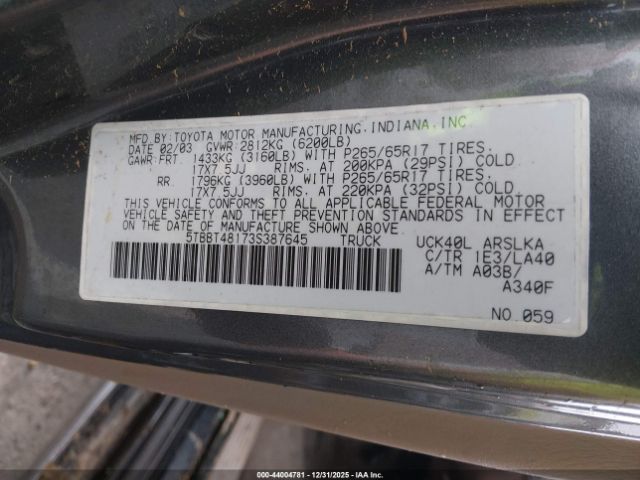 MFD.BY:TOYOTA MOTOR MANUFACTURING,INDIANA,INC
DATE 02/03 GVWR:2812KG (6200LB)
GAWR:FRT. 1433KG (3160LB) WITH P265/65R17 TIRES,
17X7.5JJ RIMS, AT 200KPA (29PSI) COLD
RR. 1796KG (3960LB) WITH P265/65R17 TIRES,
17X7.5JJ RIMS, AT 220KPA (32PSI) COLD
THIS VEHICLE CONFORMS TO ALL APPLICABLE FEDERAL MOTOR
VEHICLE SAFETY AND THEFT PREVENTION STANDARDS IN EFFECT
ON THE DATE OF MANUFACTURE SHOWN ABOVE.
5TBBT48173S387645 TRUCK UCK40L ARSLKA
C/TR 1E3/LA40
A/TM A03B/
A340F
NO.059
©00-44004781 - 12/31/2025 - IAA Inc.